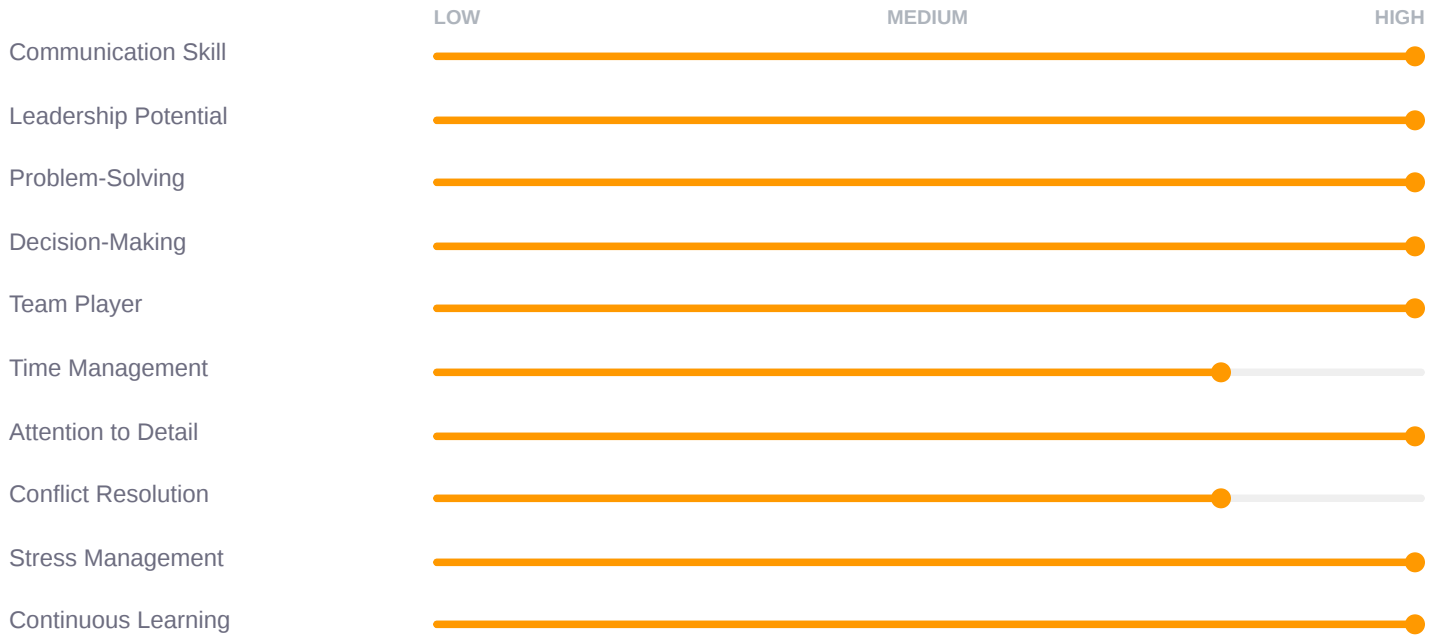 LOW MEDIUM HIGH
Communication Skill
Leadership Potential
Problem-Solving
Decision-Making
Team Player
Time Management
Attention to Detail
Conflict Resolution
Stress Management
Continuous Learning